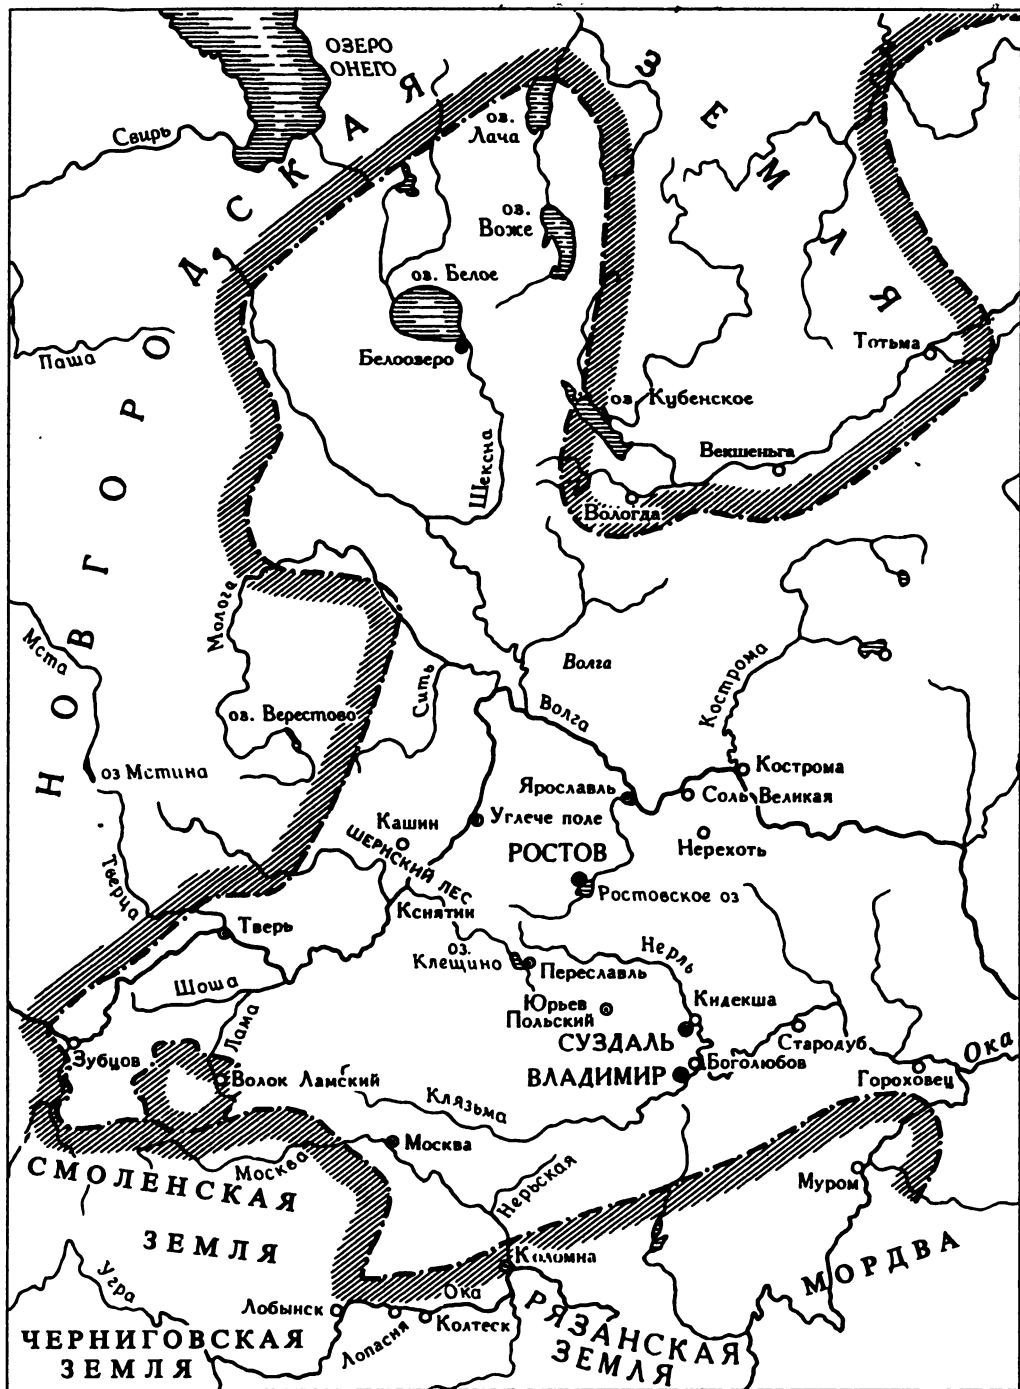 ОЗЕРО
ОНЕГО
НОВГОРОДСКАЯ ЗЕМЛЯ
Свирь
оз.
Лача
оз.
Воже
оз. Белое
Белоозеро
Паша
Тотьма
оз. Кубенское
Векшеньга
Шексна
Вологда
Молога
Мста
Волга
Сить
Кострома
оз. Верестово
Волга
оз Мстина
Кострома
Ярославль
Соль Великая
Углече поле
Кашин
Нерехоть
ШЕРНСКИЙ ЛЕС
РОСТОВ
Ростовское оз
Тверца
Кснятин
Тверь
Нерль
оз.
Клещино
Переславль
Шоша
Юрьев
Польский
Кидекша
Лама
СУЗДАЛЬ
Стародуб
Ока
Зубцов
Боголюбов
Волок Ламский
ВЛАДИМИР
Гороховец
Клязьма
Москва
Москва
СМОЛЕНСКАЯ
ЗЕМЛЯ
Нерьская
Муром
Коломна
МОРДВА
Угра
Ока
Лобынск
Лопасня
Колтеск
РЯЗАНСКАЯ
ЗЕМЛЯ
ЧЕРНИГОВСКАЯ
ЗЕМЛЯ